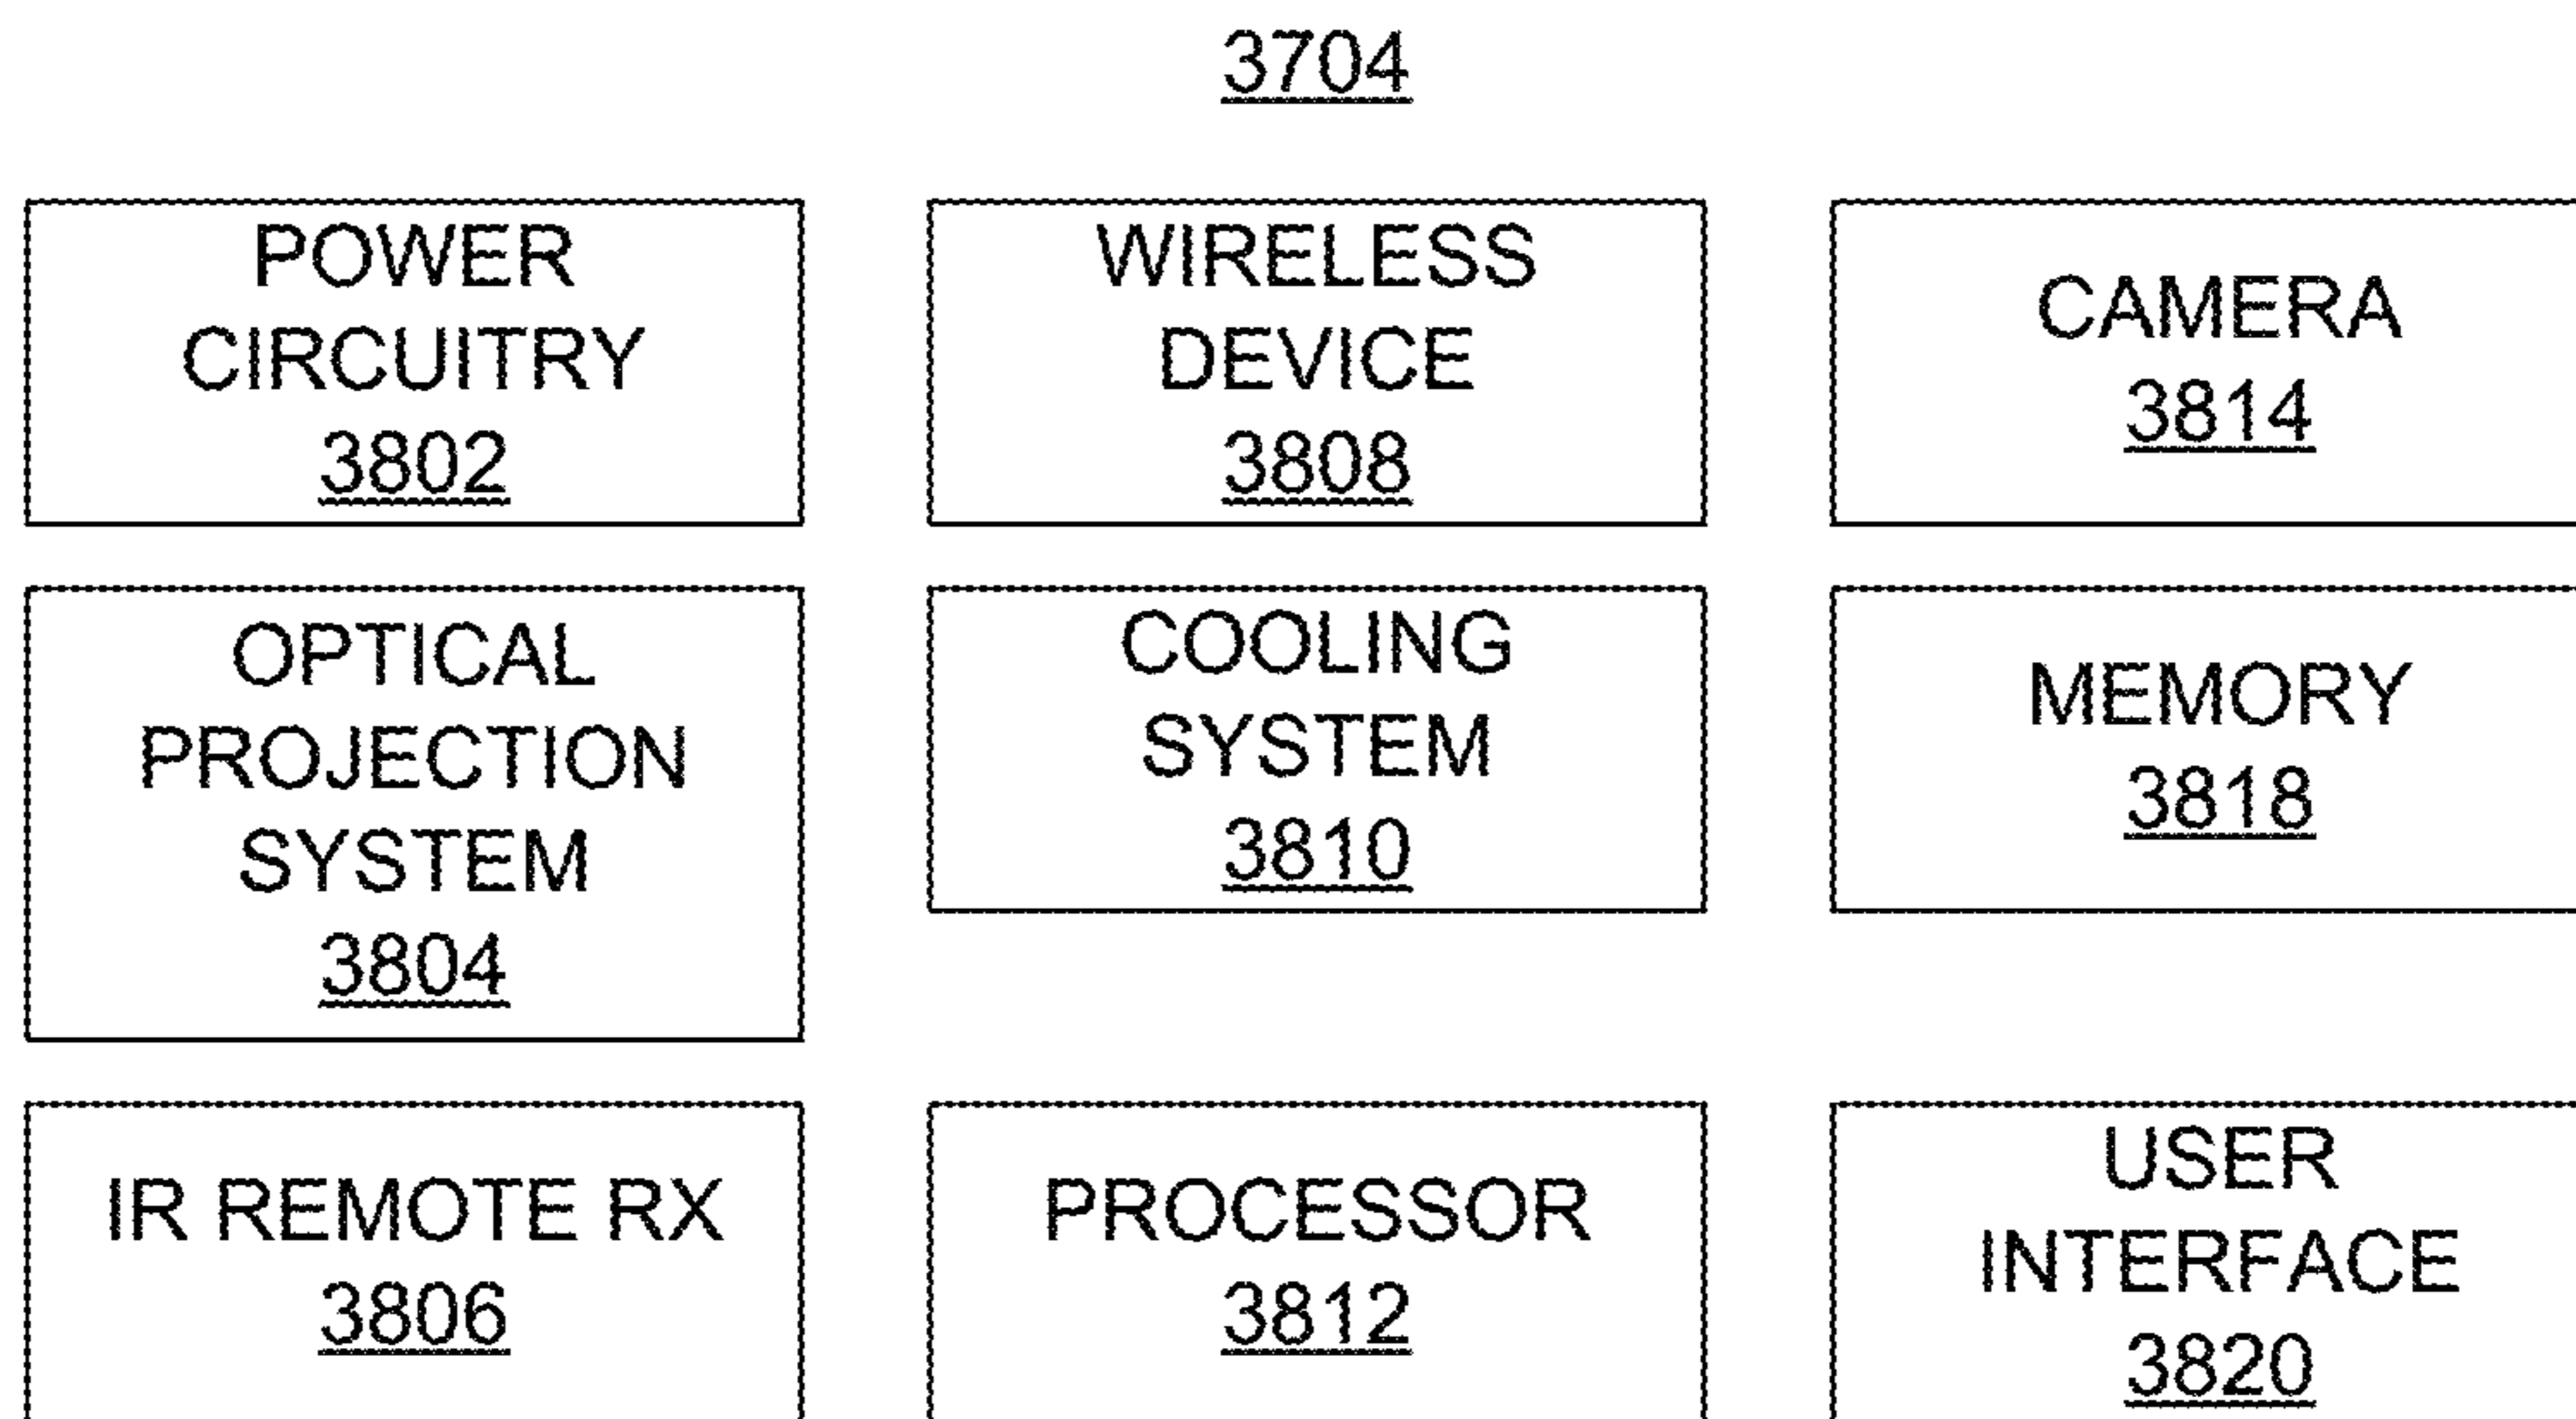 3704
POWER
CIRCUITRY
3802
WIRELESS
DEVICE
3808
CAMERA
3814
OPTICAL
PROJECTION
SYSTEM
3804
COOLING
SYSTEM
3810
MEMORY
3818
IR REMOTE RX
3806
PROCESSOR
3812
USER
INTERFACE
3820